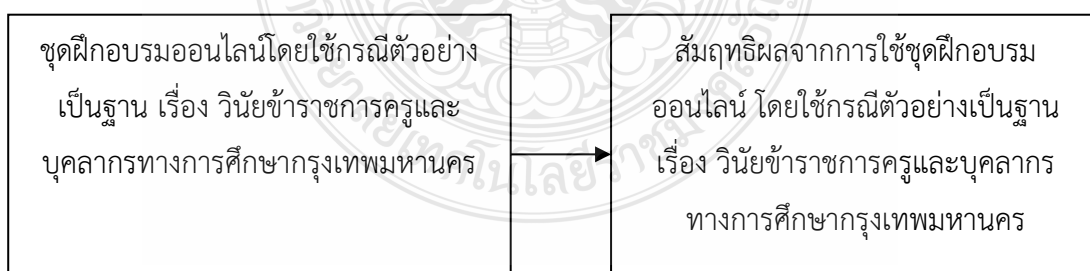 ชุดฝึกอบรมออนไลน์โดยใช้กรณีตัวอย่าง
เป็นฐาน เรื่อง วินัยข้าราชการครูและ
บุคลากรทางการศึกษากรุงเทพมหานคร
สัมฤทธิผลจากการใช้ชุดฝึกอบรม
ออนไลน์ โดยใช้กรณีตัวอย่างเป็นฐาน
เรื่อง วินัยข้าราชการครูและบุคลากร
ทางการศึกษากรุงเทพมหานคร